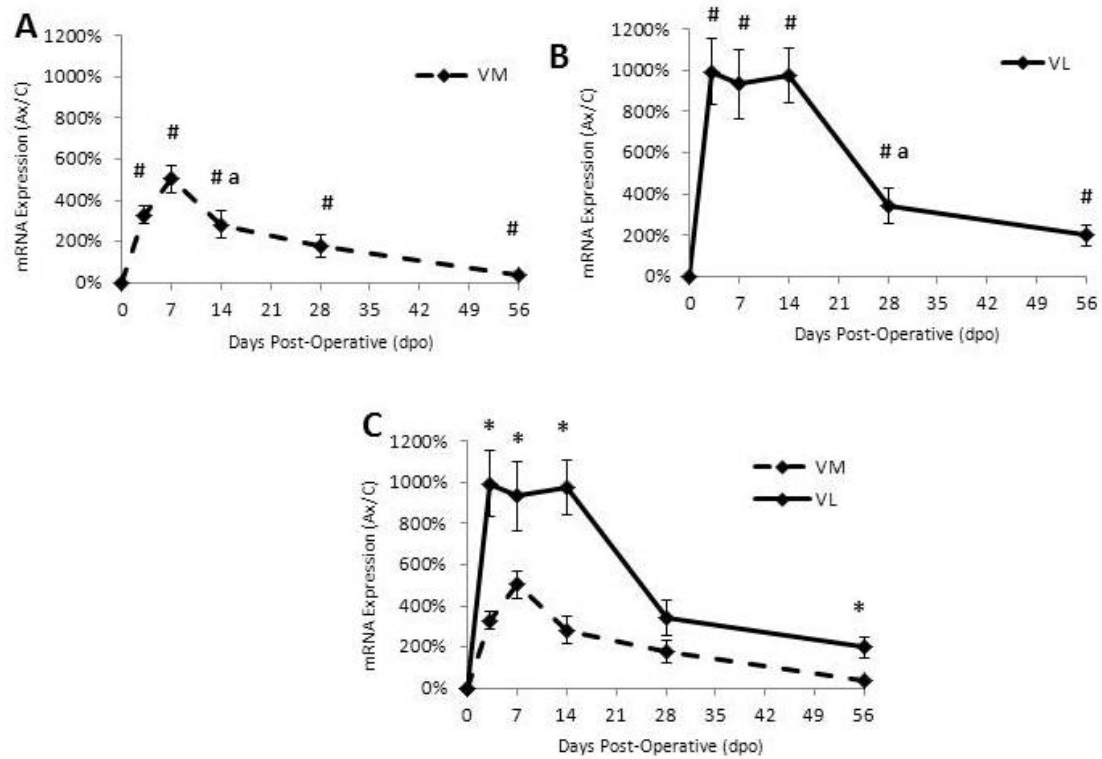 A
mRNA Expression (Ax/C)
1200%
1000%
800%
600%
400%
200%
0%
#
#
# a
#
#
VM
0 7 14 21 28 35 42 49 56
Days Post-Operative (dpo)
B
mRNA Expression (Ax/C)
1200%
1000%
800%
600%
400%
200%
0%
# # #
# a
#
VL
0 7 14 21 28 35 42 49 56
Days Post-Operative (dpo)
C
mRNA Expression (Ax/C)
1200%
1000%
800%
600%
400%
200%
0%
* * *
*
VM
VL
0 7 14 21 28 35 42 49 56
Days Post-Operative (dpo)